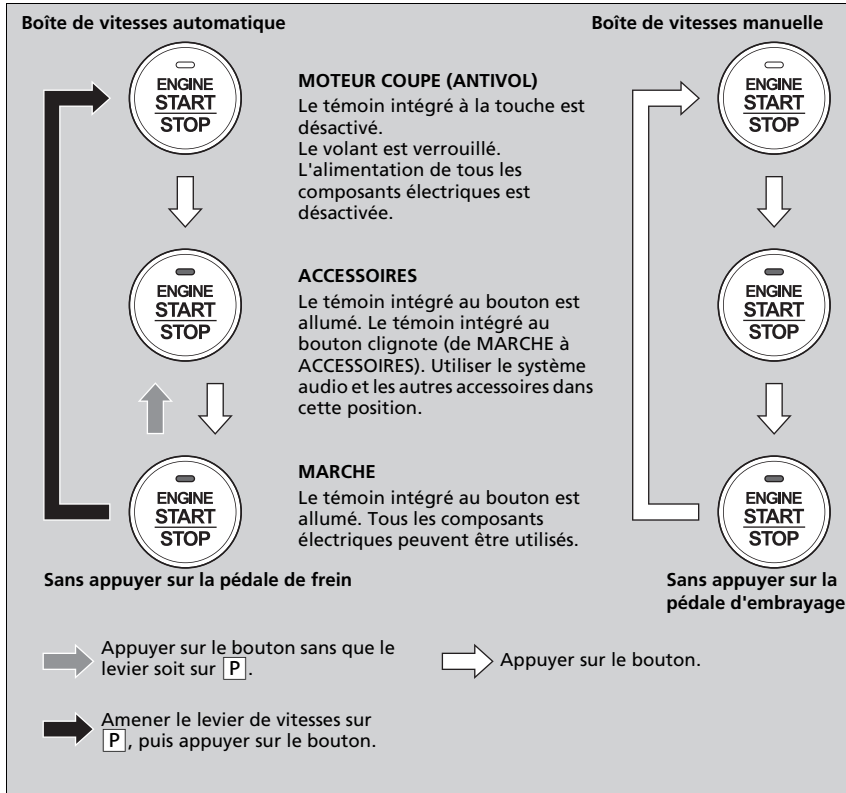 Boîte de vitesses automatique
Boîte de vitesses manuelle
ENGINE
START
STOP
MOTEUR COUPE (ANTIVOL)
Le témoin intégré à la touche est
désactivé.
Le volant est verrouillé.
L'alimentation de tous les
composants électriques est
désactivée.
ENGINE
START
STOP
ENGINE
START
STOP
ACCESSOIRES
Le témoin intégré au bouton est
allumé. Le témoin intégré au
bouton clignote (de MARCHE à
ACCESSOIRES). Utiliser le système
audio et les autres accessoires dans
cette position.
ENGINE
START
STOP
ENGINE
START
STOP
MARCHE
Le témoin intégré au bouton est
allumé. Tous les composants
électriques peuvent être utilisés.
ENGINE
START
STOP
Sans appuyer sur la pédale de frein
Sans appuyer sur la
pédale d'embrayage
Appuyer sur le bouton sans que le
levier soit sur P.
Appuyer sur le bouton.
Amener le levier de vitesses sur
P, puis appuyer sur le bouton.